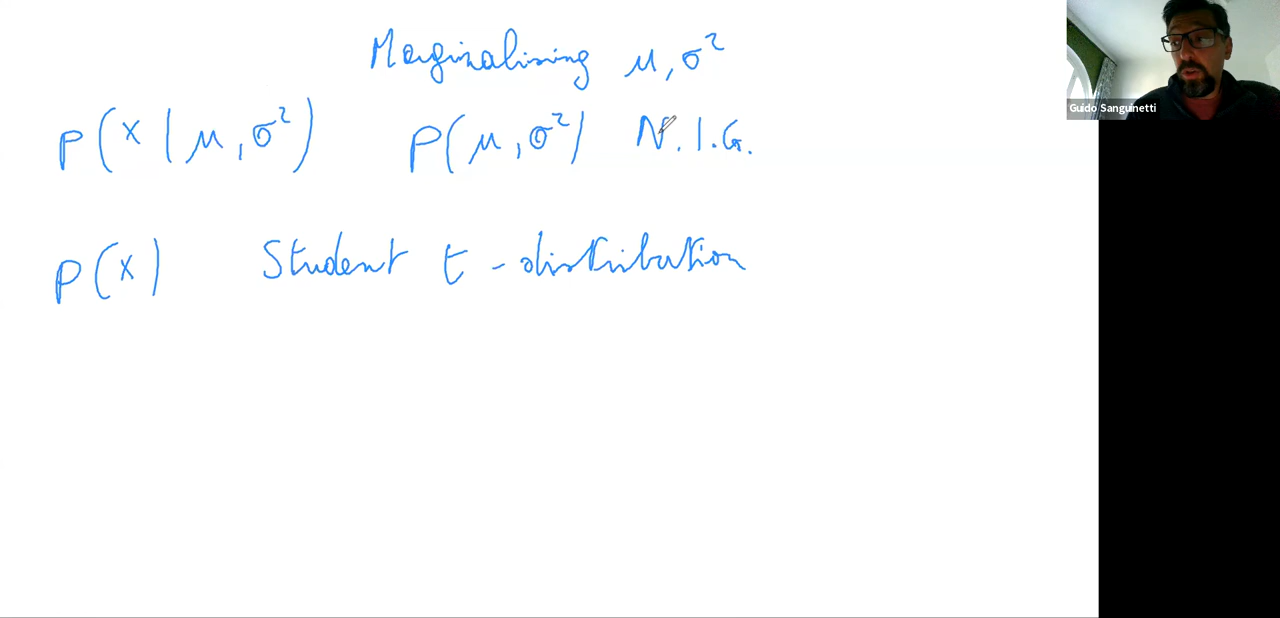 Marginalising μ, σ²
P(x | μ, σ²) P(μ, σ²) N.I.G.
P(x) Student t-distribution
Guido Sanguinetti